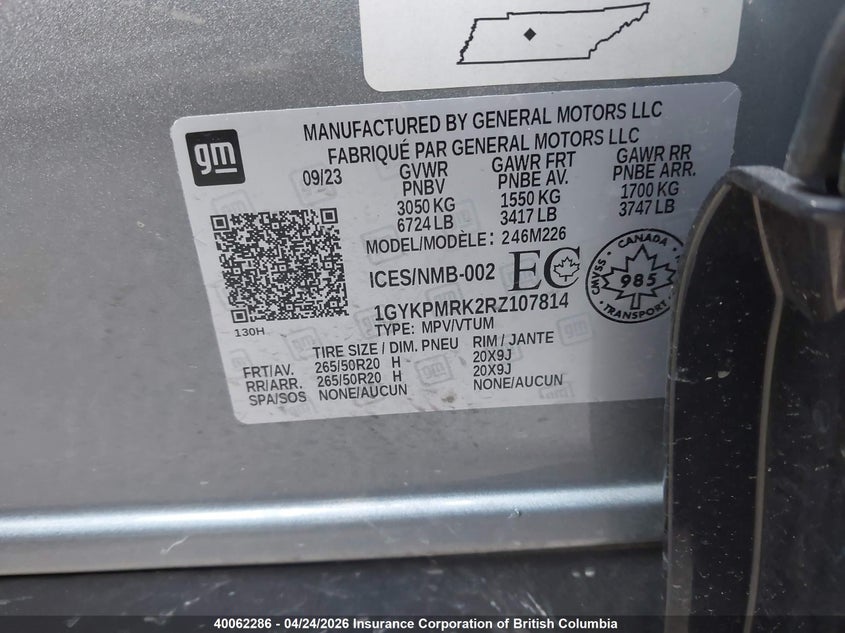 MANUFACTURED BY GENERAL MOTORS LLC
FABRIQUÉ PAR GENERAL MOTORS LLC
gm
09/23
GVWR GAWR FRT GAWR RR
PNBV PNBE AV. PNBE ARR.
3050 KG 1550 KG 1700 KG
6724 LB 3417 LB 3747 LB
MODEL/MODÈLE: 246M226
ICES/NMB-002 EC
CANADA
CMVSS 985
TRANSPORT
1GYKPMRK2RZ107814
130H
TYPE: MPV/VTUM
TIRE SIZE / DIM. PNEU RIM / JANTE
FRT/AV. 265/50R20 H 20X9J
RR/ARR. 265/50R20 H 20X9J
SPA/SOS NONE/AUCUN NONE/AUCUN
40062286 - 04/24/2026 Insurance Corporation of British Columbia